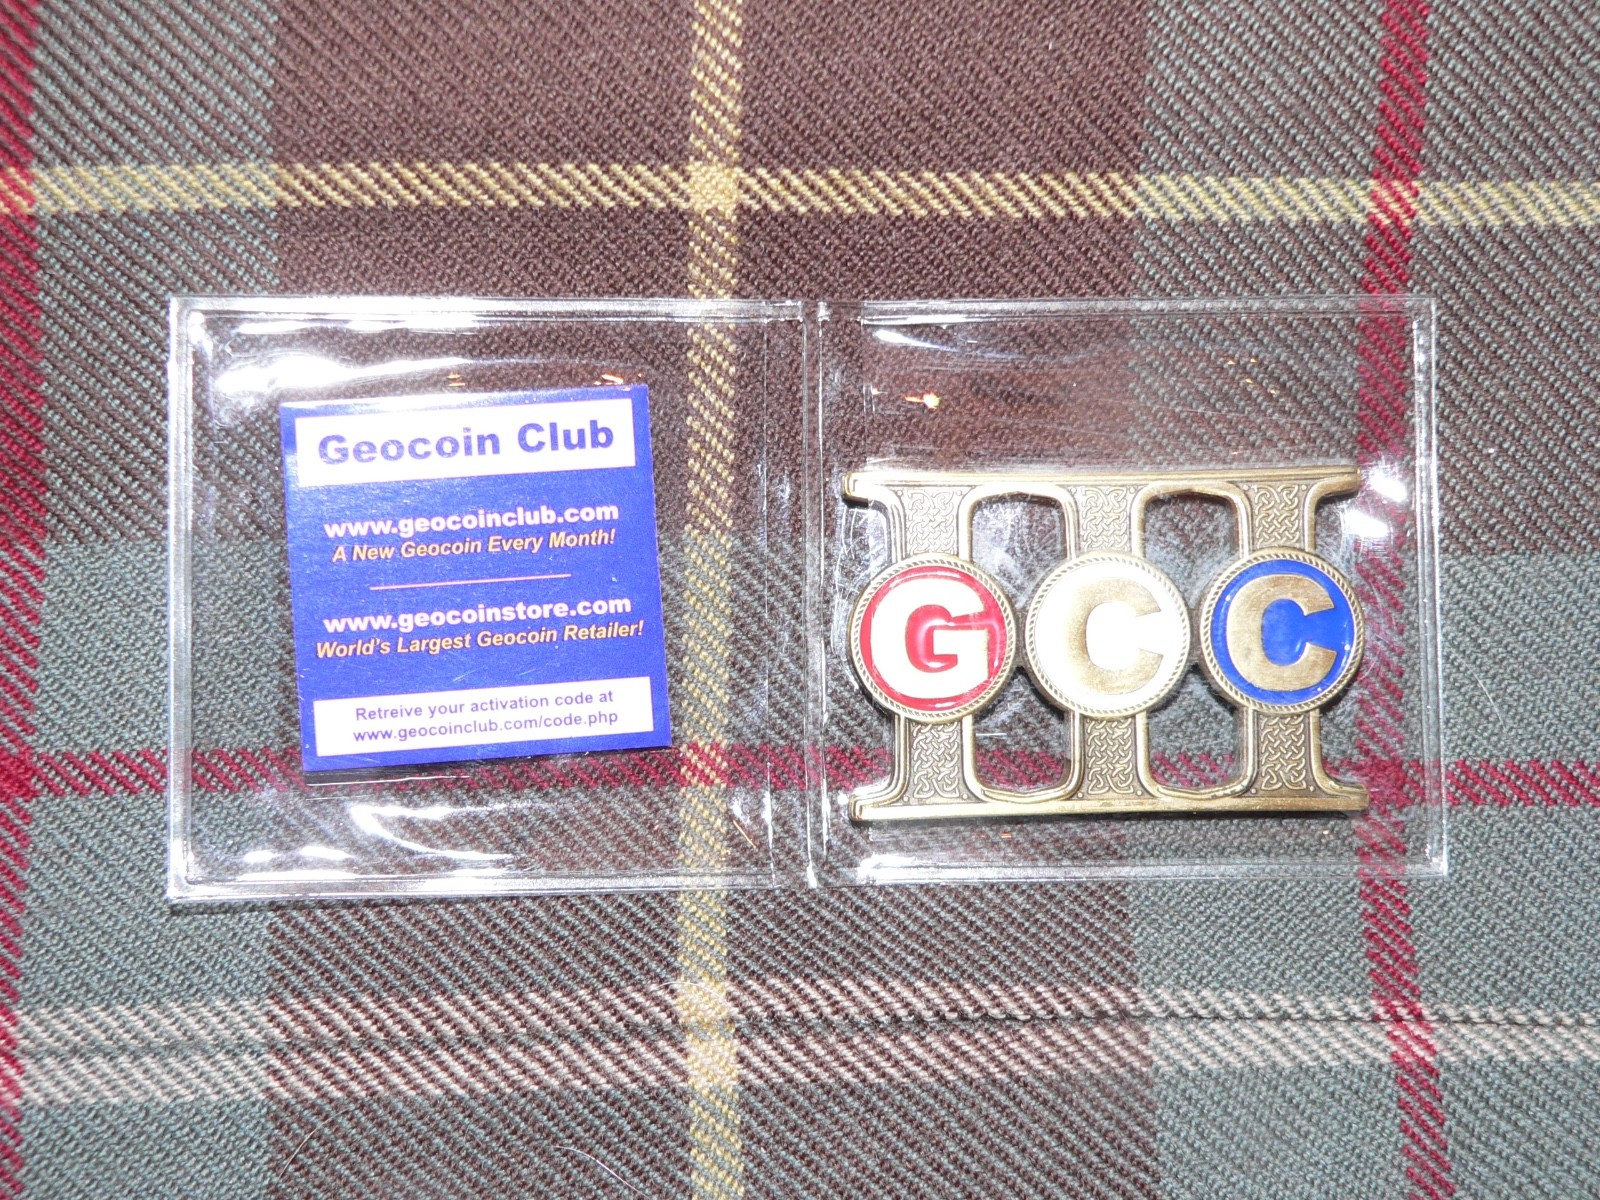 Geocoin Club
www.geocoinclub.com
A New Geocoin Every Month!
www.geocoinstore.com
World's Largest Geocoin Retailer!
Retreive your activation code at
www.geocoinclub.com/code.php
GCC